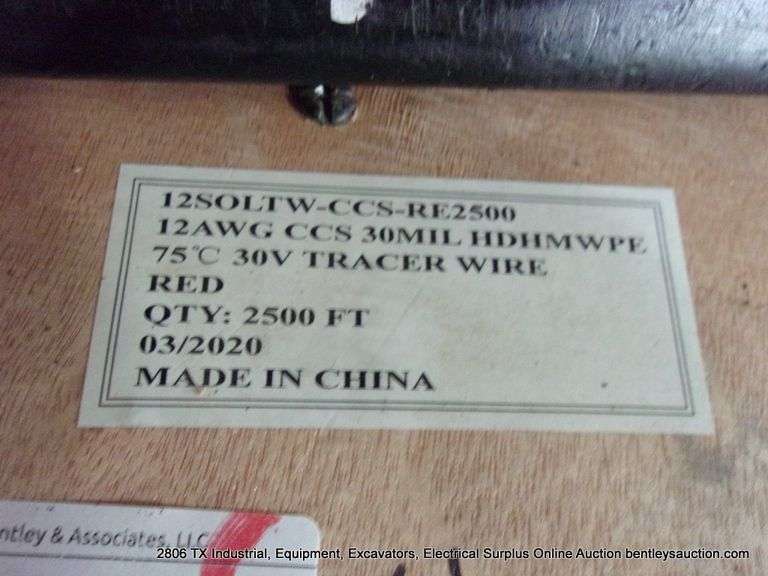 12SOLTW-CCS-RE2500
12AWG CCS 30MIL HDHMWPE
75℃ 30V TRACER WIRE
RED
QTY: 2500 FT
03/2020
MADE IN CHINA
ntley & Associates, LLC
2806 TX Industrial, Equipment, Excavators, Electrical Surplus Online Auction bentleysauction.com